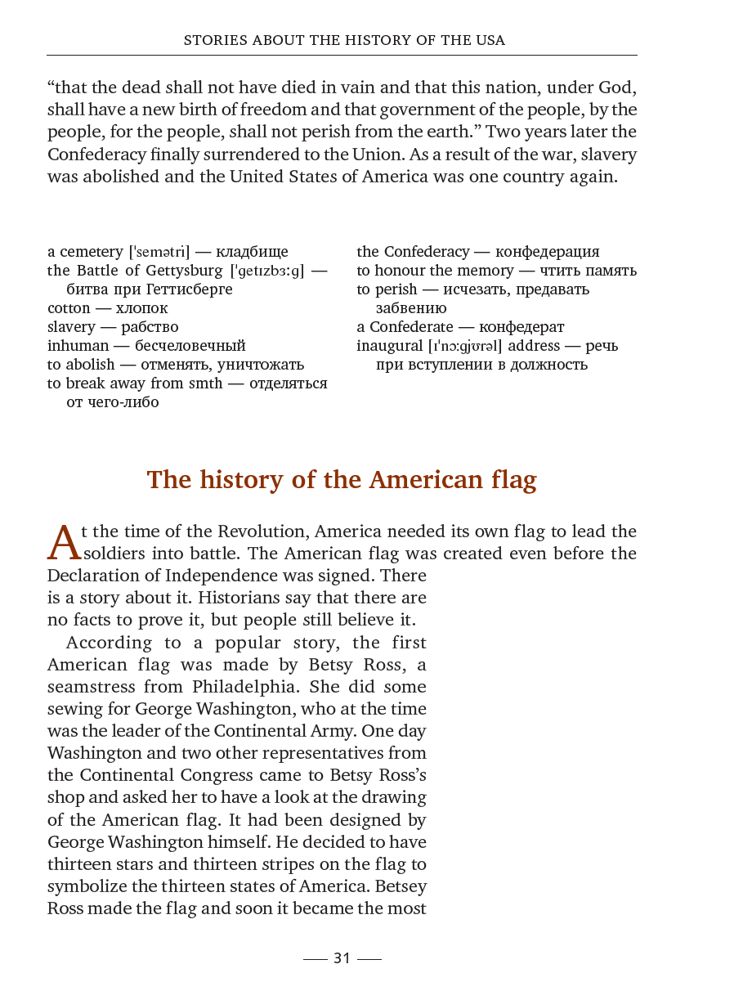 STORIES ABOUT THE HISTORY OF THE USA
“that the dead shall not have died in vain and that this nation, under God,
shall have a new birth of freedom and that government of the people, by the
people, for the people, shall not perish from the earth.” Two years later the
Confederacy finally surrendered to the Union. As a result of the war, slavery
was abolished and the United States of America was one country again.
a cemetery [ˈsemətri] — кладбище
the Battle of Gettysburg [ˈgetɪzbɜːg] —
битва при Геттисберге
cotton — хлопок
slavery — рабство
inhuman — бесчеловечный
to abolish — отменять, уничтожать
to break away from smth — отделяться
от чего-либо
the Confederacy — конфедерация
to honour the memory — чтить память
to perish — исчезать, предавать
забвению
a Confederate — конфедерат
inaugural [ɪˈnɔːgjʊrəl] address — речь
при вступлении в должность
The history of the American flag
At the time of the Revolution, America needed its own flag to lead the
soldiers into battle. The American flag was created even before the
Declaration of Independence was signed. There
is a story about it. Historians say that there are
no facts to prove it, but people still believe it.
According to a popular story, the first
American flag was made by Betsy Ross, a
seamstress from Philadelphia. She did some
sewing for George Washington, who at the time
was the leader of the Continental Army. One day
Washington and two other representatives from
the Continental Congress came to Betsy Ross’s
shop and asked her to have a look at the drawing
of the American flag. It had been designed by
George Washington himself. He decided to have
thirteen stars and thirteen stripes on the flag to
symbolize the thirteen states of America. Betsey
Ross made the flag and soon it became the most
— 31 —